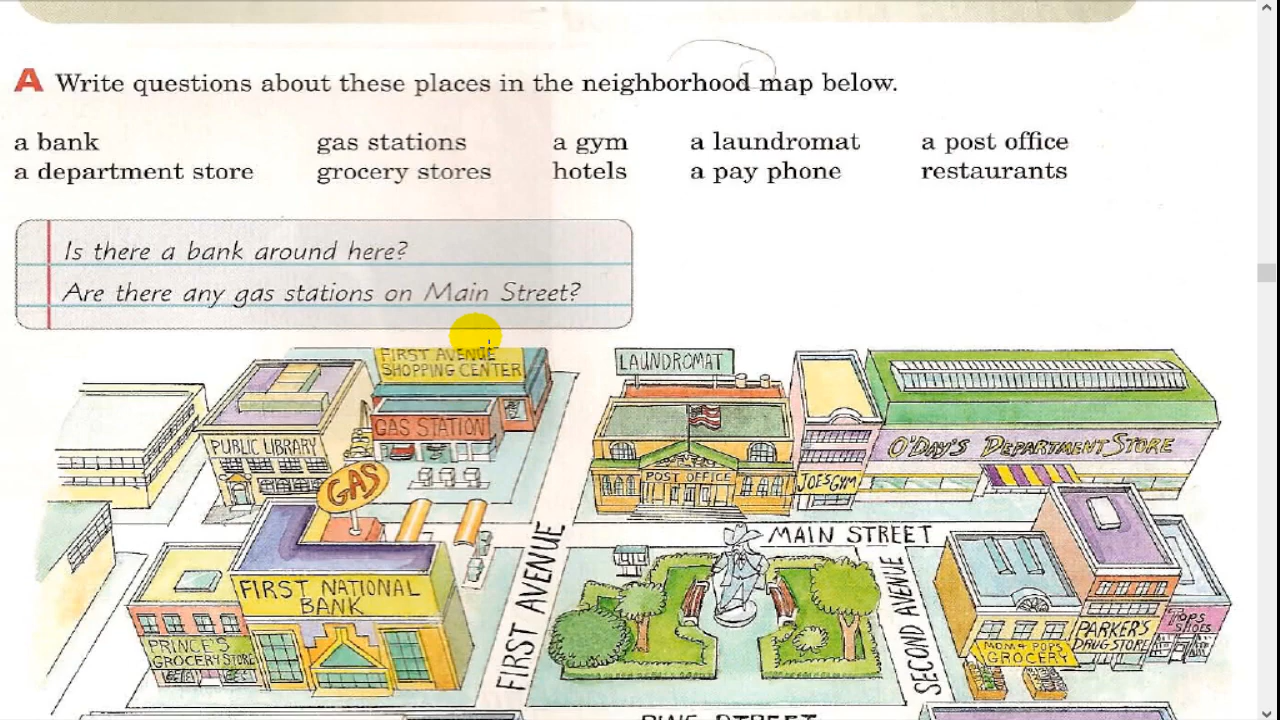 A Write questions about these places in the neighborhood map below.
a bank gas stations a gym a laundromat a post office
a department store grocery stores hotels a pay phone restaurants
Is there a bank around here?
Are there any gas stations on Main Street?
FIRST AVENUE
SHOPPING CENTER
LAUNDROMAT
GAS STATION
PUBLIC LIBRARY
O'DAY'S DEPARTMENT STORE
GAS
POST OFFICE
JOE'S GYM
MAIN STREET
FIRST AVENUE
SECOND AVENUE
FIRST NATIONAL
BANK
PRINCE'S
GROCERY STORE
MOM & POP'S
GROCERY
PARKER'S
DRUG STORE
POP'S
SHOES